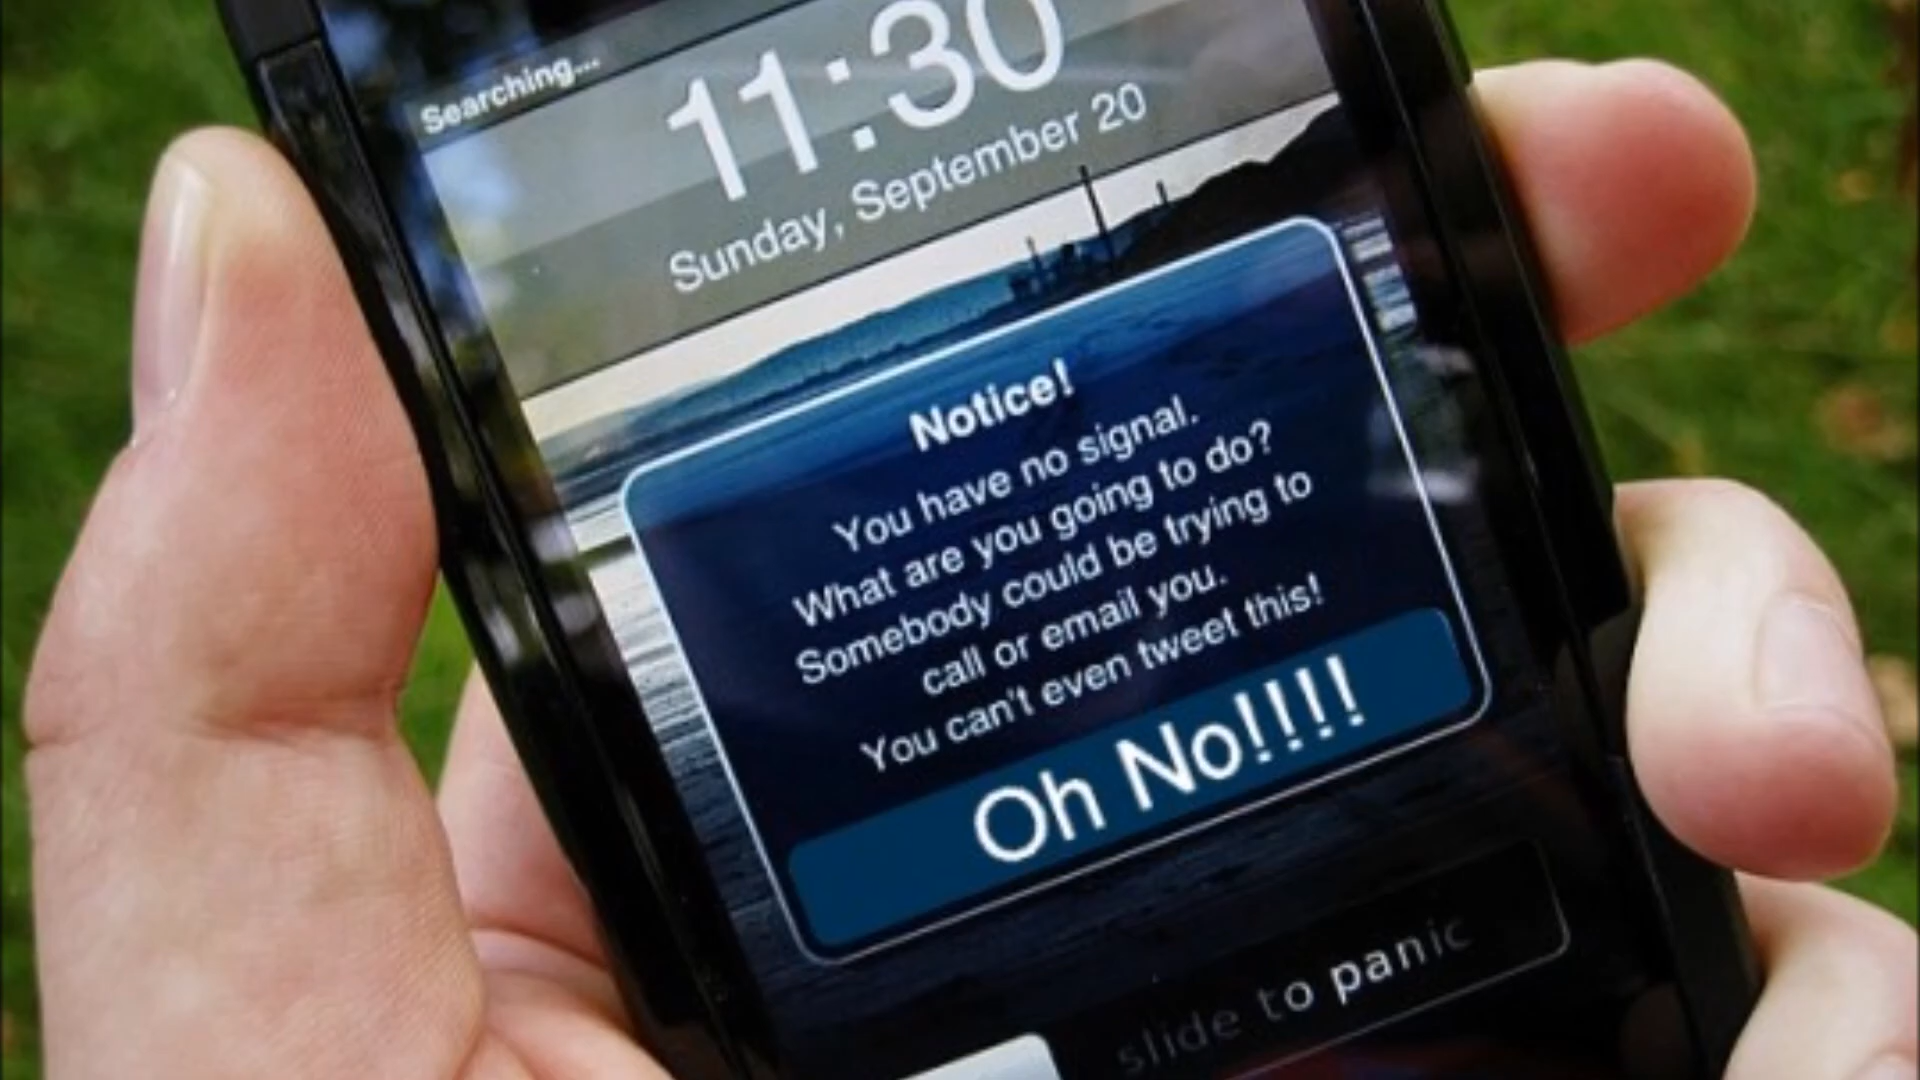 Searching...
11:30
Sunday, September 20
Notice!
You have no signal.
What are you going to do?
Somebody could be trying to
call or email you.
You can't even tweet this!
Oh No!!!!
slide to panic